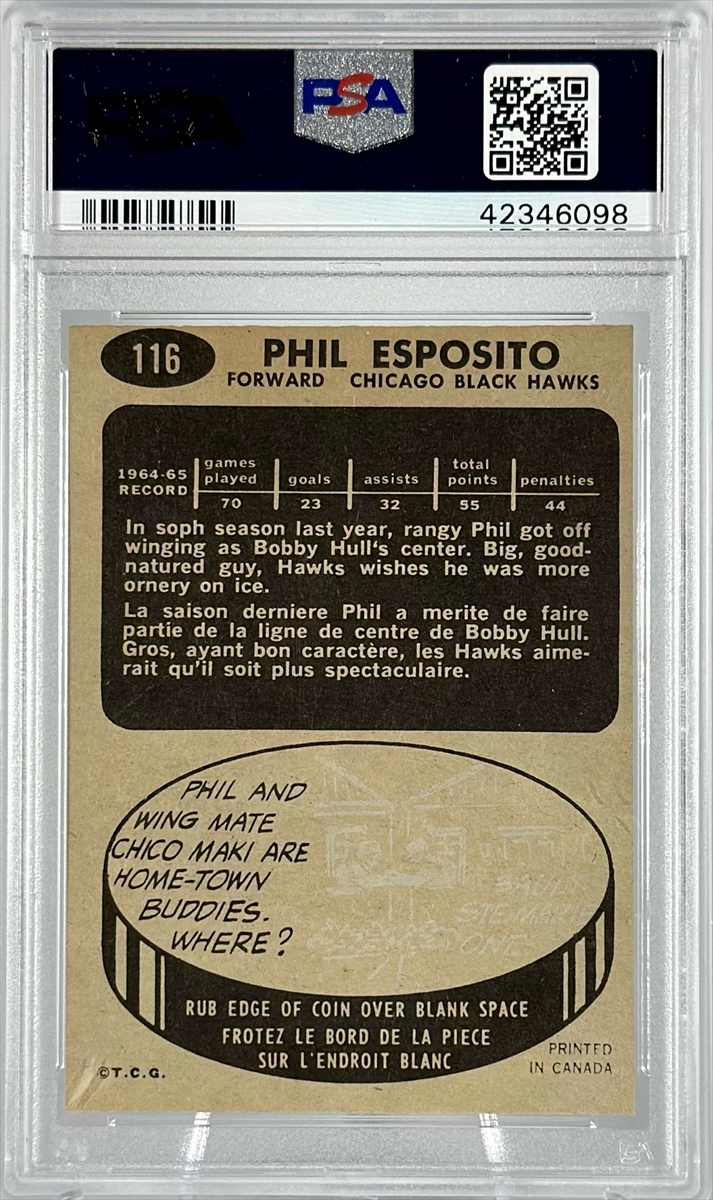 PSA
42346098
116
PHIL ESPOSITO
FORWARD CHICAGO BLACK HAWKS
1964-65 RECORD
games played
goals
assists
total points
penalties
70 23 32 55 44
In soph season last year, rangy Phil got off
winging as Bobby Hull's center. Big, good-
natured guy, Hawks wishes he was more
ornery on ice.
La saison derniere Phil a merite de faire
partie de la ligne de centre de Bobby Hull.
Gros, ayant bon caractère, les Hawks aime-
rait qu'il soit plus spectaculaire.
PHIL AND
WING MATE
CHICO MAKI ARE
HOME-TOWN
BUDDIES.
WHERE?
SAULT
STE. MARIE
ONT.
RUB EDGE OF COIN OVER BLANK SPACE
FROTEZ LE BORD DE LA PIECE
SUR L'ENDROIT BLANC
©T.C.G.
PRINTED
IN CANADA